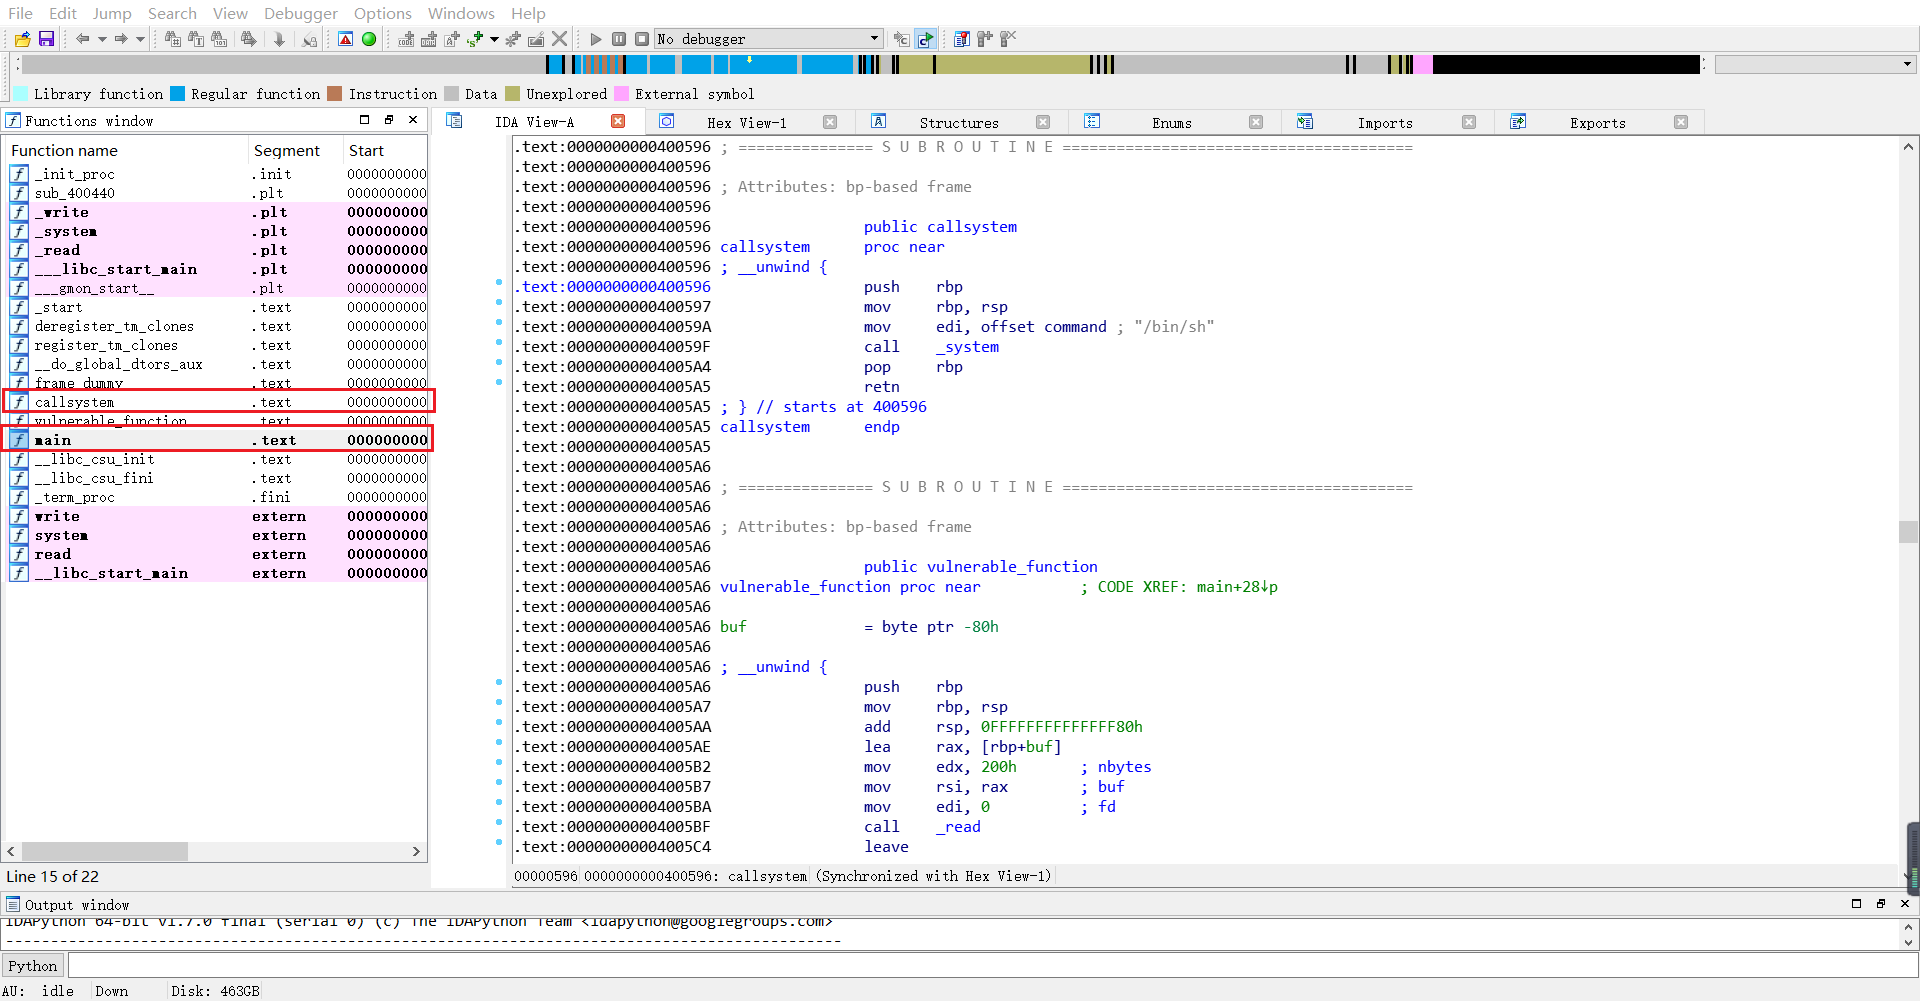 File Edit Jump Search View Debugger Options Windows Help
No debugger
Library function Regular function Instruction Data Unexplored External symbol
Functions window
Function name Segment Start
_init_proc .init 000000000
sub_400440 .plt 000000000
_write .plt 000000000
_system .plt 000000000
_read .plt 000000000
___libc_start_main .plt 000000000
___gmon_start__ .plt 000000000
_start .text 000000000
deregister_tm_clones .text 000000000
register_tm_clones .text 000000000
__do_global_dtors_aux .text 000000000
frame_dummy .text 000000000
callsystem .text 000000000
vulnerable_function .text 000000000
main .text 000000000
__libc_csu_init .text 000000000
__libc_csu_fini .text 000000000
_term_proc .fini 000000000
write extern 000000000
system extern 000000000
read extern 000000000
__libc_start_main extern 000000000
Line 15 of 22
IDA View-A Hex View-1 Structures Enums Imports Exports
.text:0000000000400596 ; =============== S U B R O U T I N E =======================================
.text:0000000000400596
.text:0000000000400596 ; Attributes: bp-based frame
.text:0000000000400596
.text:0000000000400596 public callsystem
.text:0000000000400596 callsystem proc near
.text:0000000000400596 ; __unwind {
.text:0000000000400596 push rbp
.text:0000000000400597 mov rbp, rsp
.text:000000000040059A mov edi, offset command ; "/bin/sh"
.text:000000000040059F call _system
.text:00000000004005A4 pop rbp
.text:00000000004005A5 retn
.text:00000000004005A5 ; } // starts at 400596
.text:00000000004005A5 callsystem endp
.text:00000000004005A5
.text:00000000004005A6
.text:00000000004005A6 ; =============== S U B R O U T I N E =======================================
.text:00000000004005A6
.text:00000000004005A6 ; Attributes: bp-based frame
.text:00000000004005A6
.text:00000000004005A6 public vulnerable_function
.text:00000000004005A6 vulnerable_function proc near ; CODE XREF: main+28↓p
.text:00000000004005A6
.text:00000000004005A6 buf = byte ptr -80h
.text:00000000004005A6
.text:00000000004005A6 ; __unwind {
.text:00000000004005A6 push rbp
.text:00000000004005A7 mov rbp, rsp
.text:00000000004005AA add rsp, 0FFFFFFFFFFFFFF80h
.text:00000000004005AE lea rax, [rbp+buf]
.text:00000000004005B2 mov edx, 200h ; nbytes
.text:00000000004005B7 mov rsi, rax ; buf
.text:00000000004005BA mov edi, 0 ; fd
.text:00000000004005BF call _read
.text:00000000004005C4 leave
00000596 0000000000400596: callsystem (Synchronized with Hex View-1)
Output window
IDAPython 64-bit v1.7.0 final (serial 0) (c) The IDAPython Team <idapython@googlegroups.com>
---------------------------------------------------------------------------------------------
Python
AU: idle Down Disk: 463GB